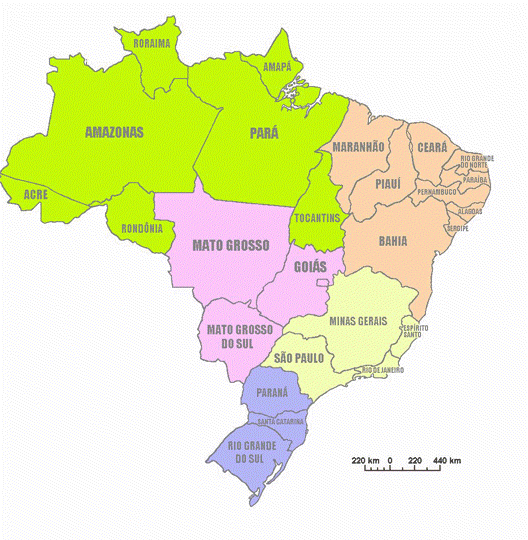 RORAIMA
AMAPÁ
AMAZONAS
PARÁ
MARANHÃO
CEARÁ
RIO GRANDE
DO NORTE
PARAÍBA
PIAUÍ
PERNAMBUCO
ACRE
ALAGOAS
TOCANTINS
SERGIPE
RONDÔNIA
BAHIA
MATO GROSSO
GOIÁS
MINAS GERAIS
ESPÍRITO
SANTO
MATO GROSSO
DO SUL
SÃO PAULO
RIO DE JANEIRO
PARANÁ
SANTA CATARINA
RIO GRANDE
DO SUL
220 km 0 220 440 km